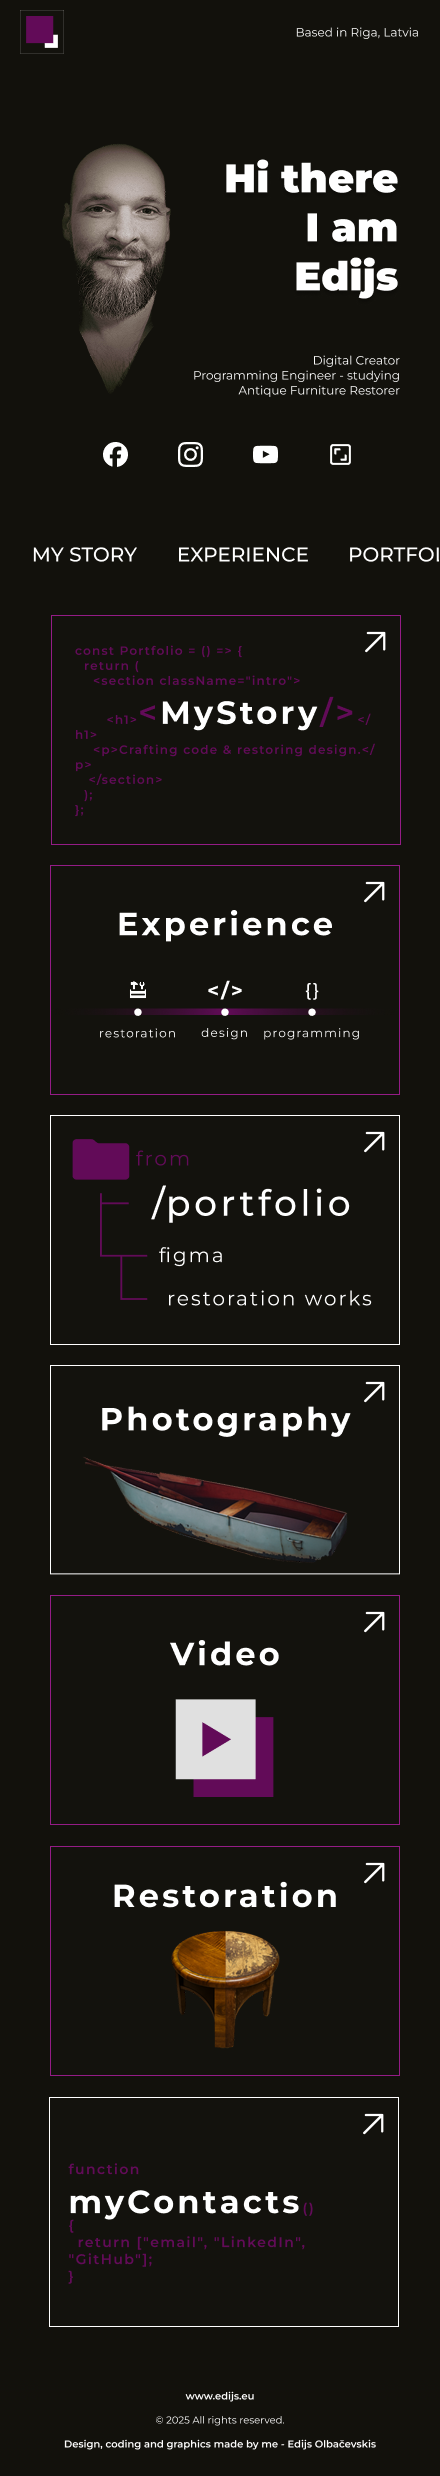 Based in Riga, Latvia
Hi there
I am
Edijs
Digital Creator
Programming Engineer - studying
Antique Furniture Restorer
MY STORY EXPERIENCE PORTFOI
const Portfolio = () => {
return (
<section className="intro">
<h1><MyStory/></
h1>
<p>Crafting code & restoring design.</
p>
</section>
);
};
Experience
</> {}
restoration design programming
from
/portfolio
figma
restoration works
Photography
Video
Restoration
function
myContacts()
{
return ["email", "LinkedIn",
"GitHub"];
}
www.edijs.eu
© 2025 All rights reserved.
Design, coding and graphics made by me - Edijs Olbačevskis